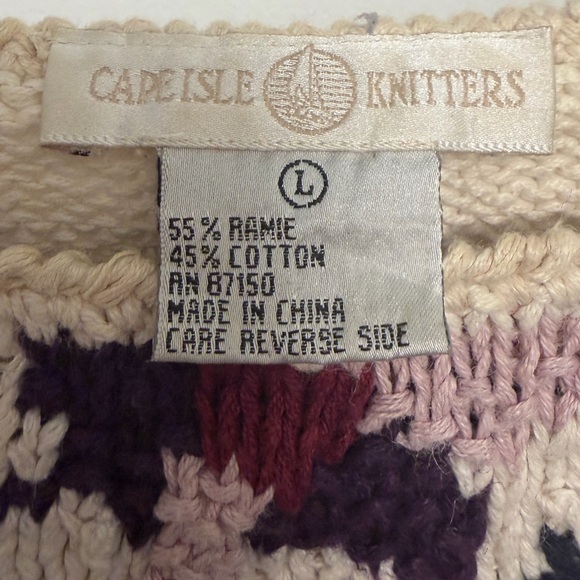 CAPE ISLE KNITTERS
L
55% RAMIE
45% COTTON
RN 87150
MADE IN CHINA
CARE REVERSE SIDE